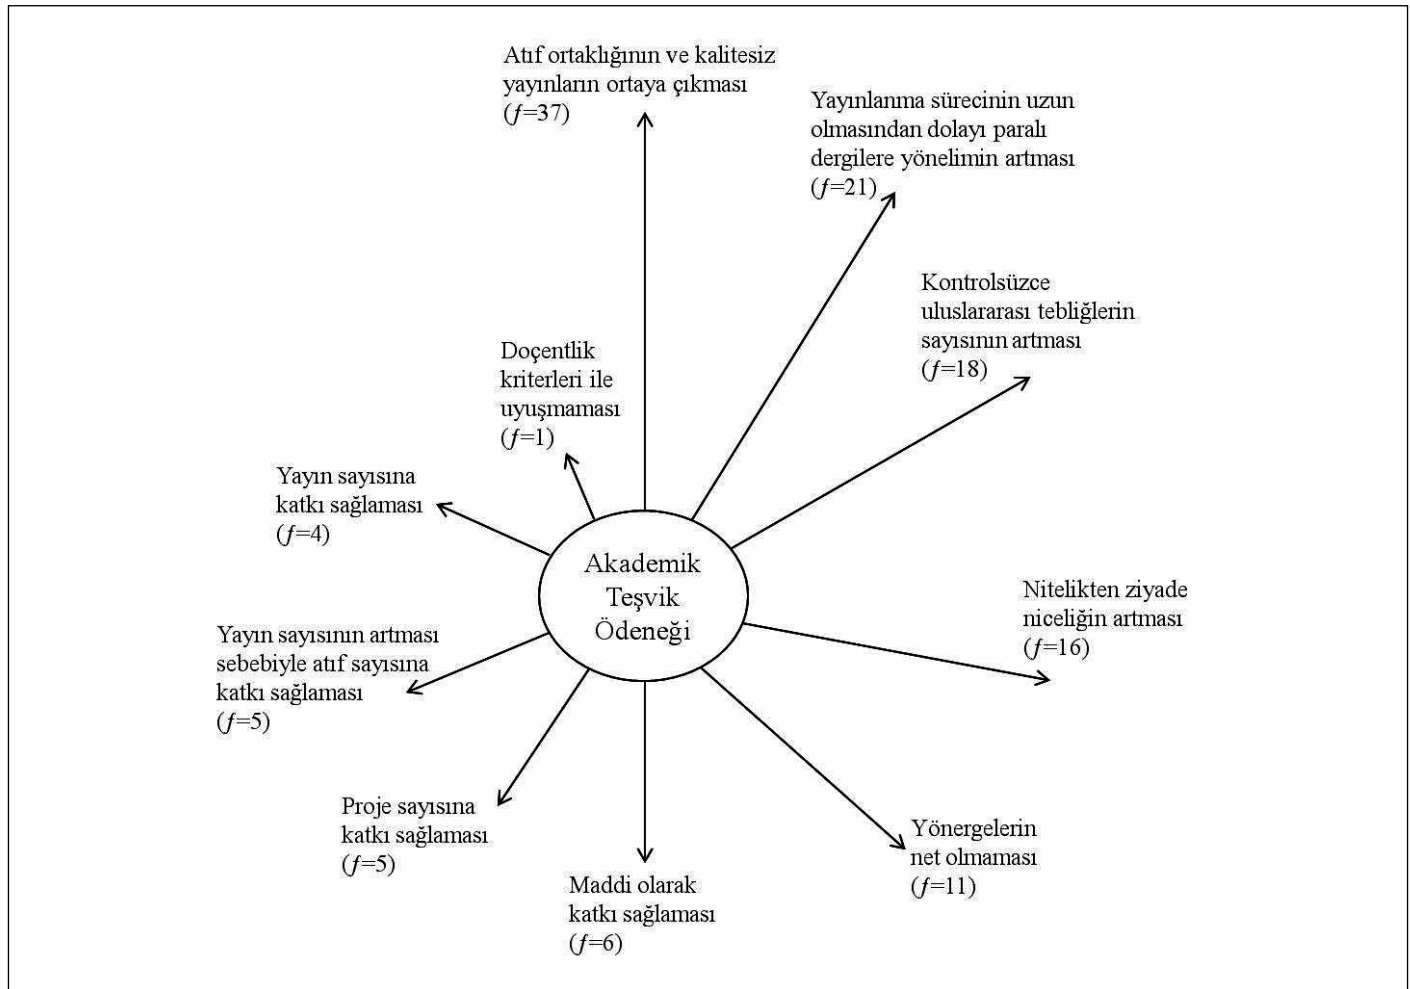 Atıf ortaklığının ve kalitesiz
yayınların ortaya çıkması
(ƒ=37)
Yayınlanma sürecinin uzun
olmasından dolayı paralı
dergilere yönelimin artması
(ƒ=21)
Kontrolsüzce
uluslararası tebliğlerin
sayısının artması
(ƒ=18)
Doçentlik
kriterleri ile
uyuşmaması
(ƒ=1)
Yayın sayısına
katkı sağlaması
(ƒ=4)
Akademik
Teşvik
Ödeneği
Nitelikten ziyade
niceliğin artması
(ƒ=16)
Yayın sayısının artması
sebebiyle atıf sayısına
katkı sağlaması
(ƒ=5)
Proje sayısına
katkı sağlaması
(ƒ=5)
Maddi olarak
katkı sağlaması
(ƒ=6)
Yönergelerin
net olmaması
(ƒ=11)